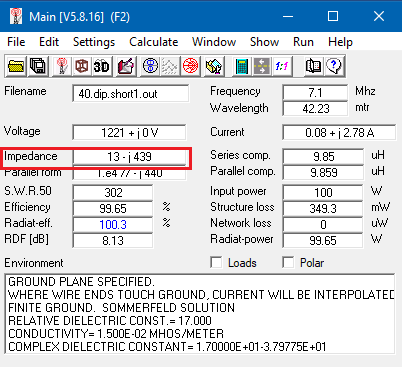 Main [V5.8.16] (F2)
File Edit Settings Calculate Window Show Run Help
3D 1:1 ?
Filename 40.dip.short1.out Frequency 7.1 Mhz
Wavelength 42.23 mtr
Voltage 1221 + j 0 V Current 0.08 + j 2.78 A
Impedance 13 - j 439 Series comp. 9.85 uH
Parallel form 1.e4 // - j 440 Parallel comp. 9.859 uH
S.W.R.50 302 Input power 100 W
Efficiency 99.65 % Structure loss 349.3 mW
Radiat-eff. 100.3 % Network loss 0 uW
RDF [dB] 8.13 Radiat-power 99.65 W
Environment Loads Polar
GROUND PLANE SPECIFIED.
WHERE WIRE ENDS TOUCH GROUND, CURRENT WILL BE INTERPOLATED
FINITE GROUND. SOMMERFELD SOLUTION
RELATIVE DIELECTRIC CONST.= 17.000
CONDUCTIVITY= 1.500E-02 MHOS/METER
COMPLEX DIELECTRIC CONSTANT= 1.70000E+01-3.79775E+01